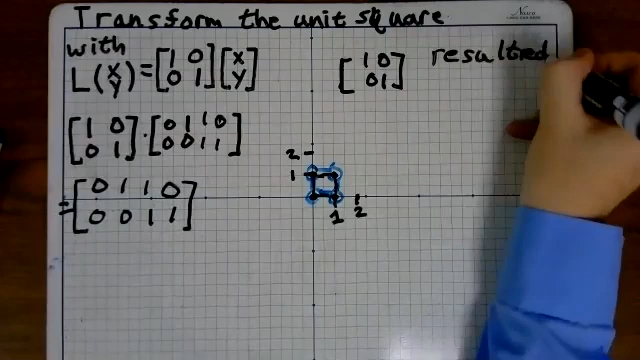 Transform the unit square
with
L(x y) = [1 0 0 1] [x y]
[1 0 0 1] · [0 1 1 0 0 0 1 1]
= [0 1 1 0 0 0 1 1]
[1 0 0 1]
resulted
2
1
1
2